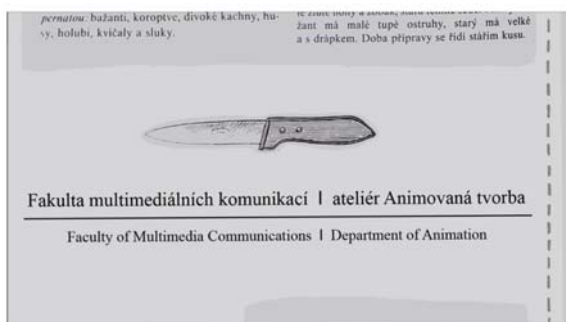 pernatou: bažanti, koroptve, divoké kachny, hu-
sy, holubi, kvíčaly a sluky.
žant má malé tupé ostruhy, starý má velké
a s drápkem. Doba přípravy se řídí stářím kusu.
Fakulta multimediálních komunikací | ateliér Animovaná tvorba
Faculty of Multimedia Communications | Department of Animation